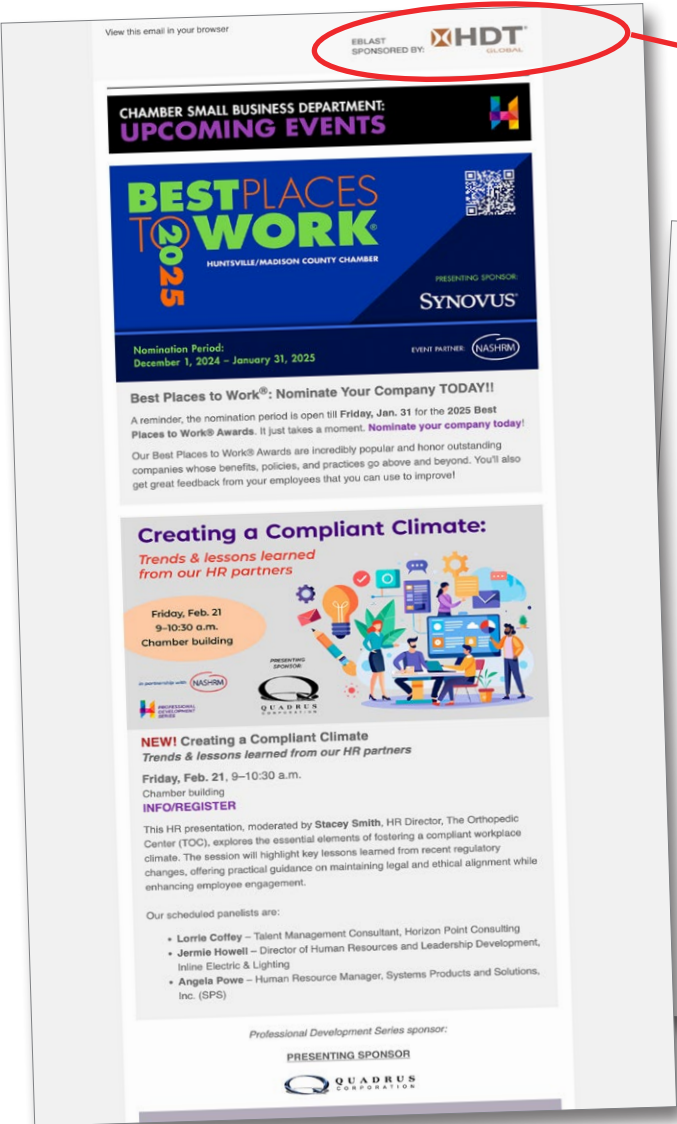 View this email in your browser
EBLAST
SPONSORED BY:
HDT
GLOBAL
CHAMBER SMALL BUSINESS DEPARTMENT:
UPCOMING EVENTS
BEST PLACES
TO WORK®
2025
HUNTSVILLE/MADISON COUNTY CHAMBER
PRESENTING SPONSOR:
SYNOVUS
Nomination Period:
December 1, 2024 – January 31, 2025
EVENT PARTNER: NASHRM
Best Places to Work®: Nominate Your Company TODAY!!
A reminder, the nomination period is open till Friday, Jan. 31 for the 2025 Best
Places to Work® Awards. It just takes a moment. Nominate your company today!
Our Best Places to Work® Awards are incredibly popular and honor outstanding
companies whose benefits, policies, and practices go above and beyond. You'll also
get great feedback from your employees that you can use to improve!
Creating a Compliant Climate:
Trends & lessons learned
from our HR partners
Friday, Feb. 21
9–10:30 a.m.
Chamber building
in partnership with NASHRM
PROFESSIONAL
DEVELOPMENT
SERIES
PRESENTING
SPONSOR:
QUADRUS
CORPORATION
NEW! Creating a Compliant Climate
Trends & lessons learned from our HR partners
Friday, Feb. 21, 9–10:30 a.m.
Chamber building
INFO/REGISTER
This HR presentation, moderated by Stacey Smith, HR Director, The Orthopedic
Center (TOC), explores the essential elements of fostering a compliant workplace
climate. The session will highlight key lessons learned from recent regulatory
changes, offering practical guidance on maintaining legal and ethical alignment while
enhancing employee engagement.
Our scheduled panelists are:
• Lorrie Coffey – Talent Management Consultant, Horizon Point Consulting
• Jermie Howell – Director of Human Resources and Leadership Development,
Inline Electric & Lighting
• Angela Powe – Human Resource Manager, Systems Products and Solutions,
Inc. (SPS)
Professional Development Series sponsor:
PRESENTING SPONSOR
QUADRUS
CORPORATION